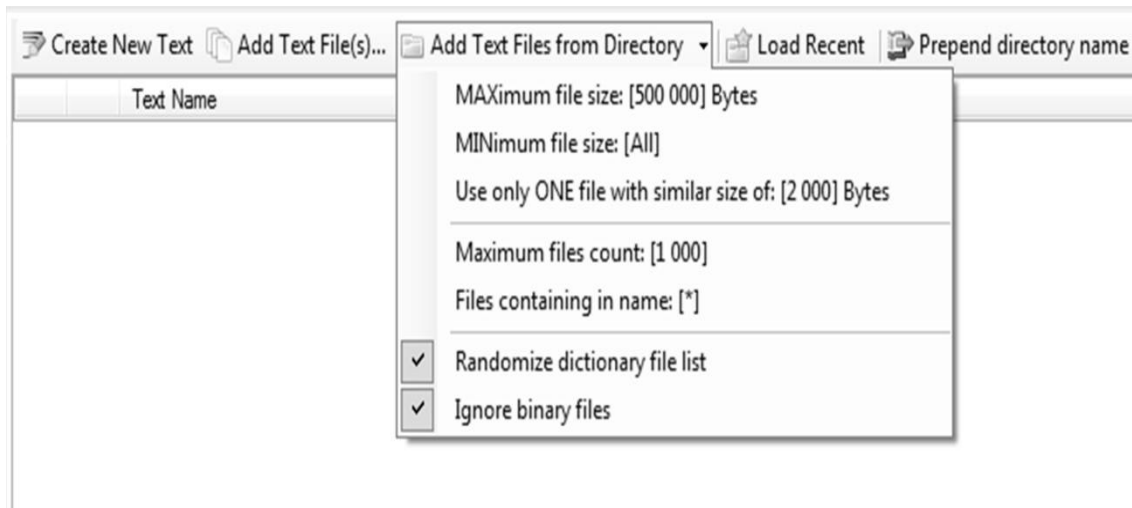 Create New Text Add Text File(s)... Add Text Files from Directory Load Recent Prepend directory name
Text Name
MAXimum file size: [500 000] Bytes
MINimum file size: [All]
Use only ONE file with similar size of: [2 000] Bytes
Maximum files count: [1 000]
Files containing in name: [*]
Randomize dictionary file list
Ignore binary files